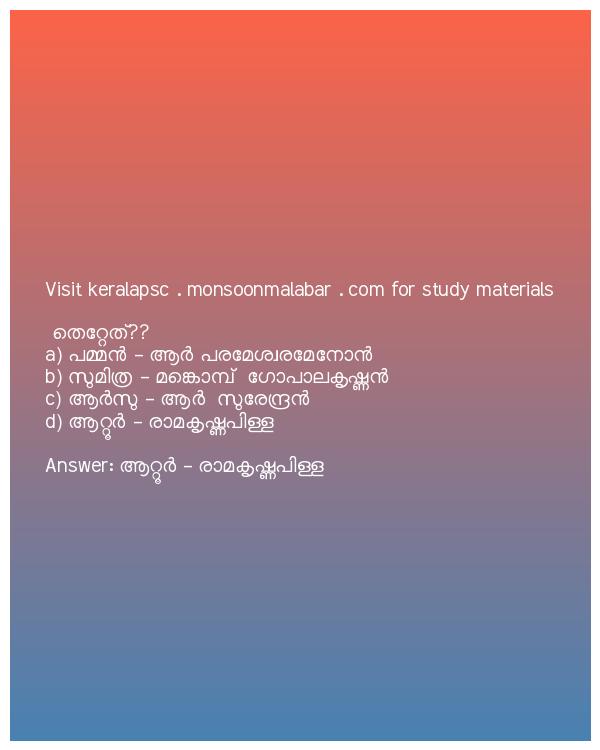 Visit keralapsc . monsoonmalabar . com for study materials
തെറ്റേത്??
a) പമ്മൻ - ആർ പരമേശ്വരമേനോൻ
b) സുമിത്ര - മങ്കൊമ്പ് ഗോപാലകൃഷ്ണൻ
c) ആർസു - ആർ സുരേന്ദ്രൻ
d) ആറ്റൂർ - രാമകൃഷ്ണപിള്ള
Answer: ആറ്റൂർ - രാമകൃഷ്ണപിള്ള